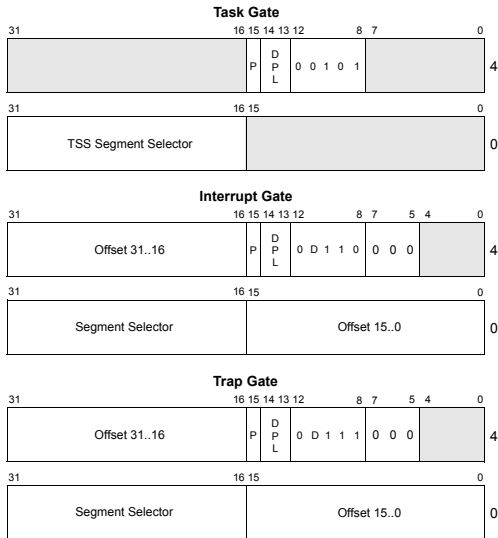 Task Gate
31 16 15 14 13 12 8 7 0
P D P L 0 0 1 0 1 4
31 16 15 0
TSS Segment Selector 0
Interrupt Gate
31 16 15 14 13 12 8 7 5 4 0
Offset 31..16 P D P L 0 D 1 1 0 0 0 0 4
31 16 15 0
Segment Selector Offset 15..0 0
Trap Gate
31 16 15 14 13 12 8 7 5 4 0
Offset 31..16 P D P L 0 D 1 1 1 0 0 0 4
31 16 15 0
Segment Selector Offset 15..0 0